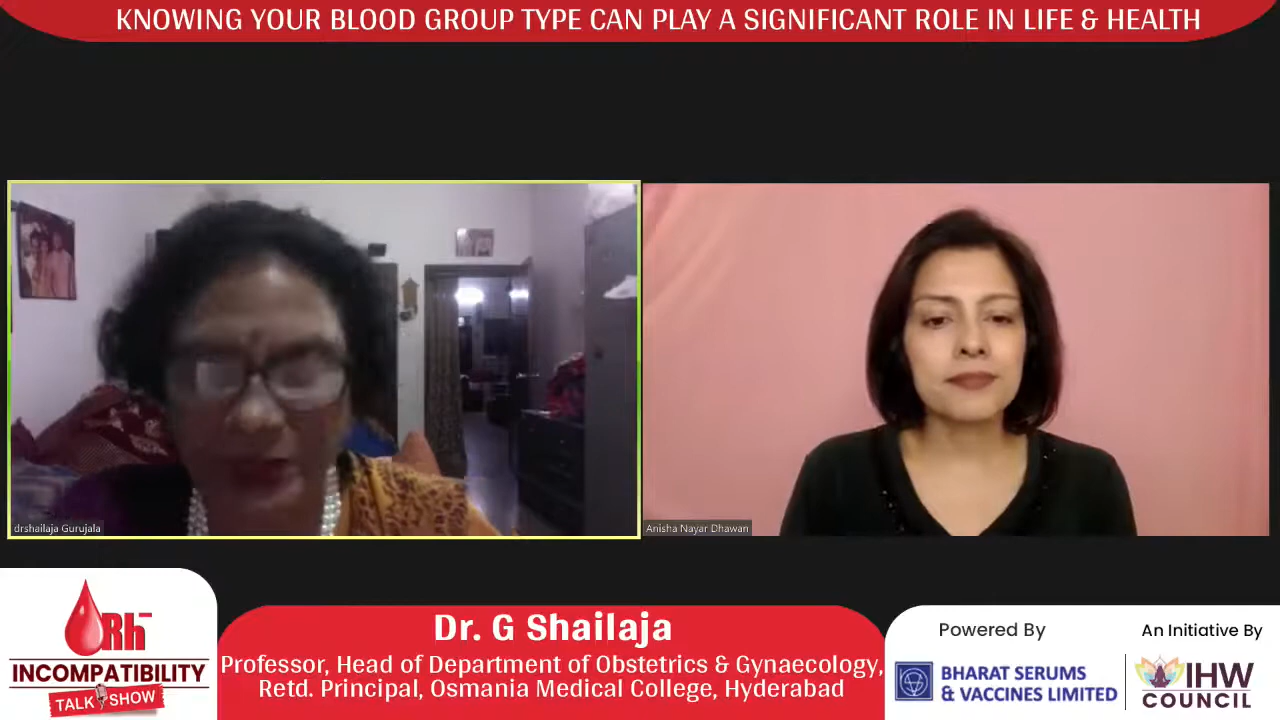 KNOWING YOUR BLOOD GROUP TYPE CAN PLAY A SIGNIFICANT ROLE IN LIFE & HEALTH
drshailaja Gurujala
Anisha Nayar Dhawan
Rh-
INCOMPATIBILITY
TALK SHOW
Dr. G Shailaja
Professor, Head of Department of Obstetrics & Gynaecology,
Retd. Principal, Osmania Medical College, Hyderabad
Powered By
BHARAT SERUMS
& VACCINES LIMITED
An Initiative By
IHW
COUNCIL